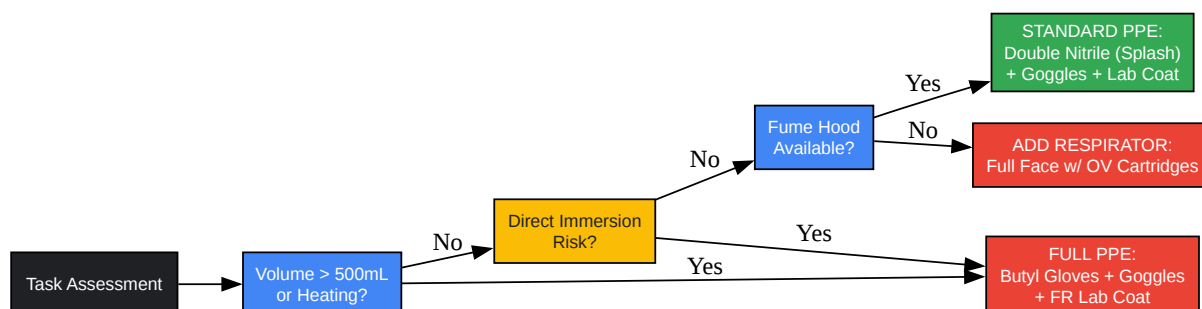 STANDARD PPE:
Double Nitrile (Splash)
+ Goggles + Lab Coat
Yes
Fume Hood
Available?
No
ADD RESPIRATOR:
Full Face w/ OV Cartridges
No
Direct Immersion
Risk?
Yes
No
Yes
Task Assessment
Volume > 500mL
or Heating?
FULL PPE:
Butyl Gloves + Goggles
+ FR Lab Coat